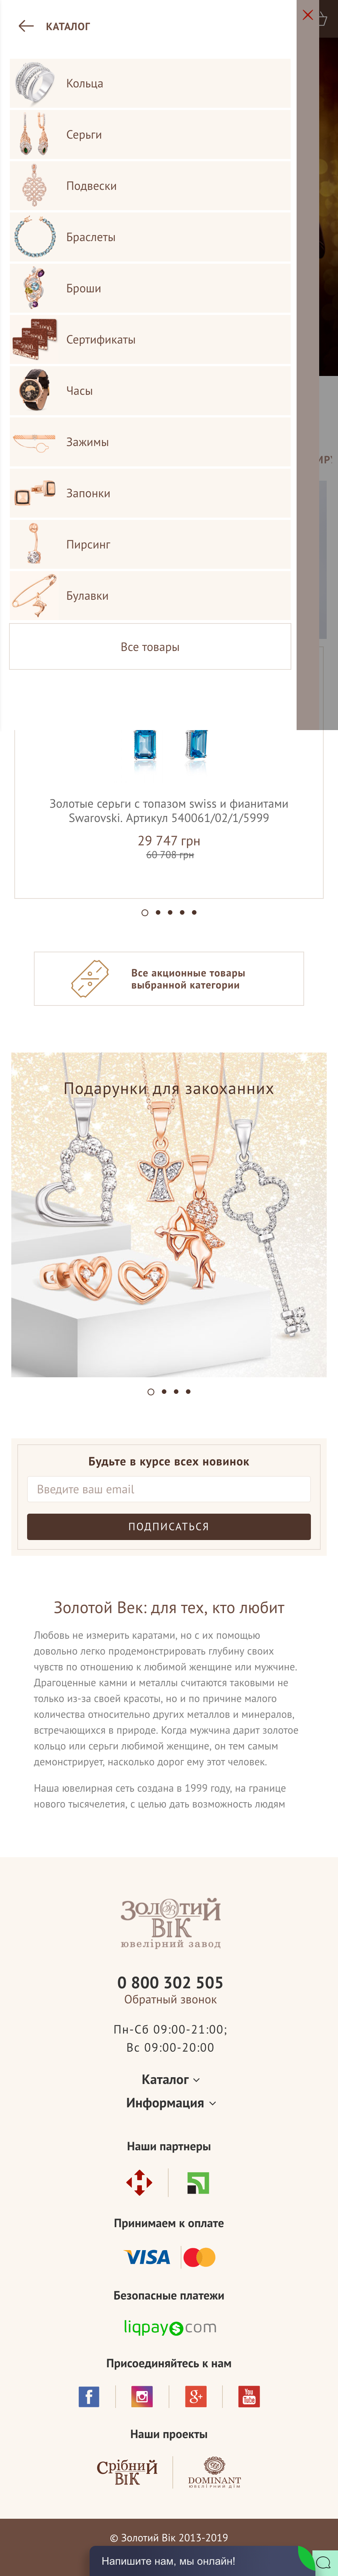 КАТАЛОГ
Кольца
Серьги
Подвески
Браслеты
Броши
Сертификаты
Часы
Зажимы
Запонки
Пирсинг
Булавки
Все товары
Золотые серьги с топазом swiss и фианитами
Swarovski. Артикул 540061/02/1/5999
29 747 грн
60 708 грн
Все акционные товары
выбранной категории
Подарунки для закоханних
Будьте в курсе всех новинок
Введите ваш email
ПОДПИСАТЬСЯ
Золотой Век: для тех, кто любит
Любовь не измерить каратами, но с их помощью
довольно легко продемонстрировать глубину своих
чувств по отношению к любимой женщине или мужчине.
Драгоценные камни и металлы считаются таковыми не
только из-за своей красоты, но и по причине малого
количества относительно других металлов и минералов,
встречающихся в природе. Когда мужчина дарит золотое
кольцо или серьги любимой женщине, он тем самым
демонстрирует, насколько дорог ему этот человек.
Наша ювелирная сеть создана в 1999 году, на границе
нового тысячелетия, с целью дать возможность людям
ЗОЛОТИЙ
ВІК
ювелірний завод
0 800 302 505
Обратный звонок
Пн-Сб 09:00-21:00;
Вс 09:00-20:00
Каталог
Информация
Наши партнеры
Принимаем к оплате
VISA
Безопасные платежи
liqpay com
Присоединяйтесь к нам
f
g+
You
Tube
Наши проекты
Срібний
ВІК
DOMINANT
ЮВЕЛІРНИЙ ДІМ
© Золотий Вік 2013-2019
Напишите нам, мы онлайн!